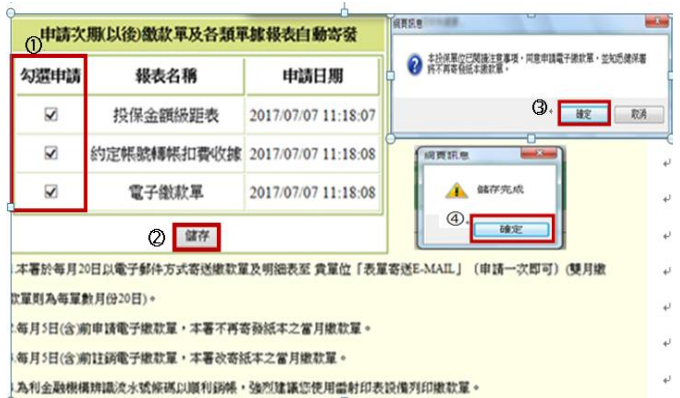 申請次期(以後)繳款單及各類單據報表自動寄發
①
勾選申請 報表名稱 申請日期
投保金額級距表 2017/07/07 11:18:07
約定帳號轉帳扣費收據 2017/07/07 11:18:08
電子繳款單 2017/07/07 11:18:08
② 儲存
網頁訊息
本投保單位已閱讀注意事項，同意申請電子繳款單，並知悉健保署
將不再寄發紙本繳款單。
③. 確定 取消
網頁訊息
儲存完成
④. 確定
.本署於每月20日以電子郵件方式寄送繳款單及明細表至 貴單位「表單寄送E-MAIL」（申請一次即可）(雙月繳
款單則為每單數月份20日)。
.每月5日(含)前申請電子繳款單，本署不再寄發紙本之當月繳款單。
.每月5日(含)前註銷電子繳款單，本署改寄紙本之當月繳款單。
.為利金融機構辨識流水號條碼以順利銷帳，強烈建議您使用雷射印表設備列印繳款單。